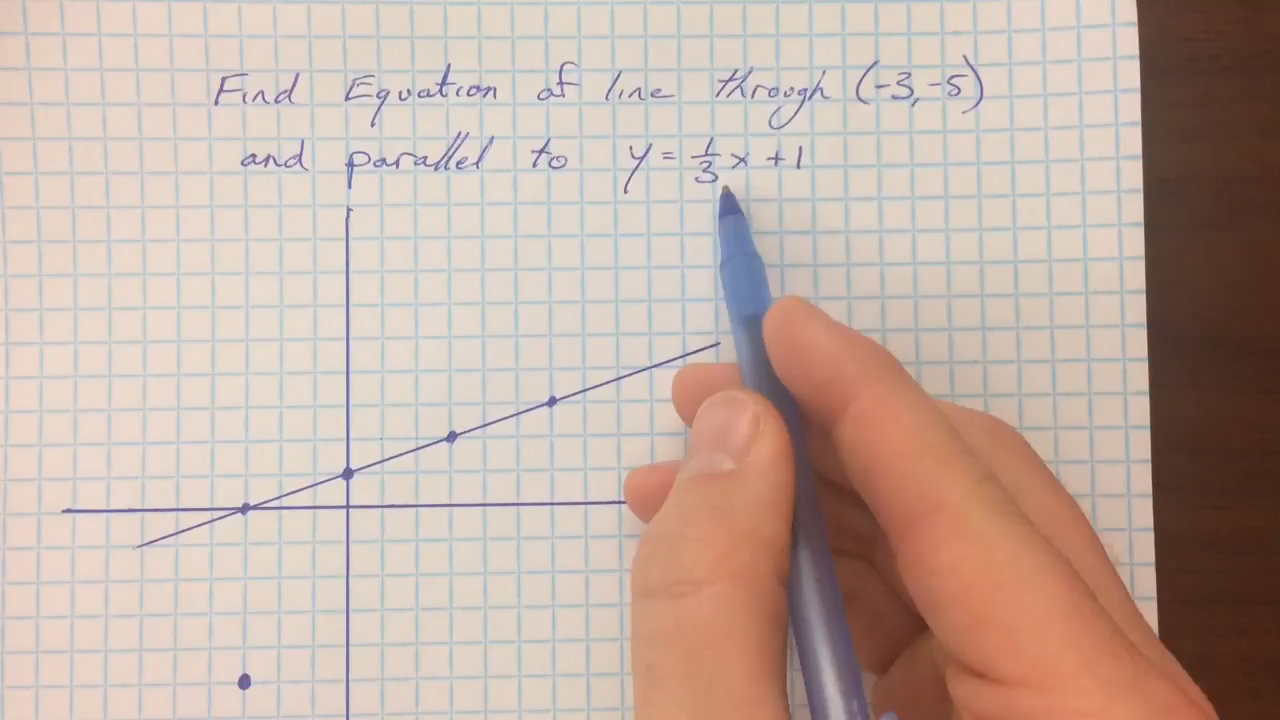 Find Equation of line through (-3,-5)
and parallel to y = 1/3 x + 1